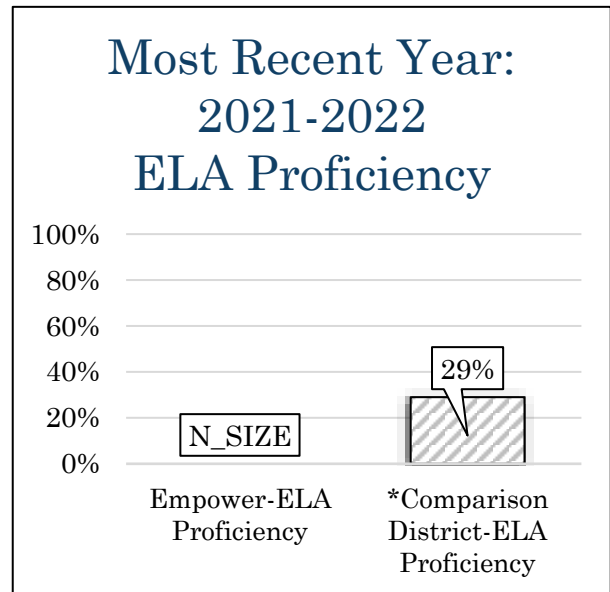 Most Recent Year:
2021-2022
ELA Proficiency
100%
80%
60%
40%
20%
0%
29%
N_SIZE
Empower-ELA
Proficiency
*Comparison
District-ELA
Proficiency